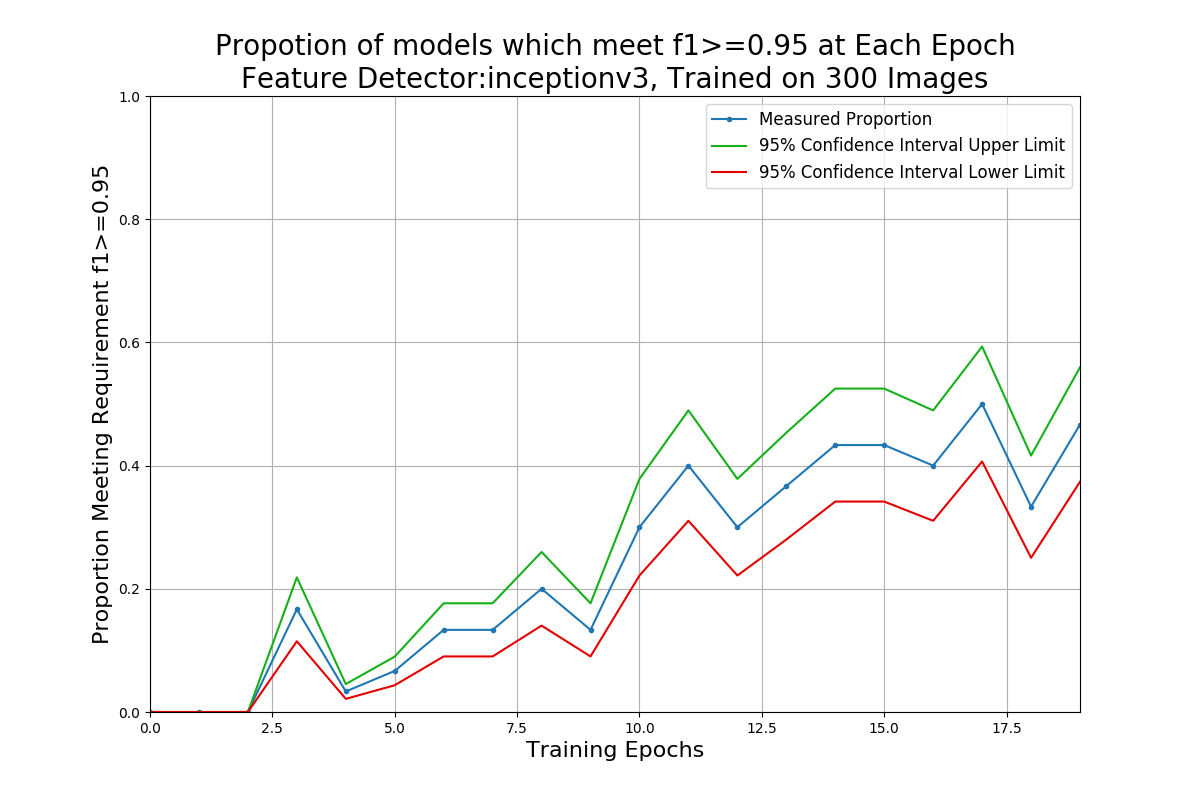 Propotion of models which meet f1>=0.95 at Each Epoch
Feature Detector:inceptionv3, Trained on 300 Images
Measured Proportion
95% Confidence Interval Upper Limit
95% Confidence Interval Lower Limit
Proportion Meeting Requirement f1>=0.95
1.0
0.8
0.6
0.4
0.2
0.0
0.0 2.5 5.0 7.5 10.0 12.5 15.0 17.5
Training Epochs